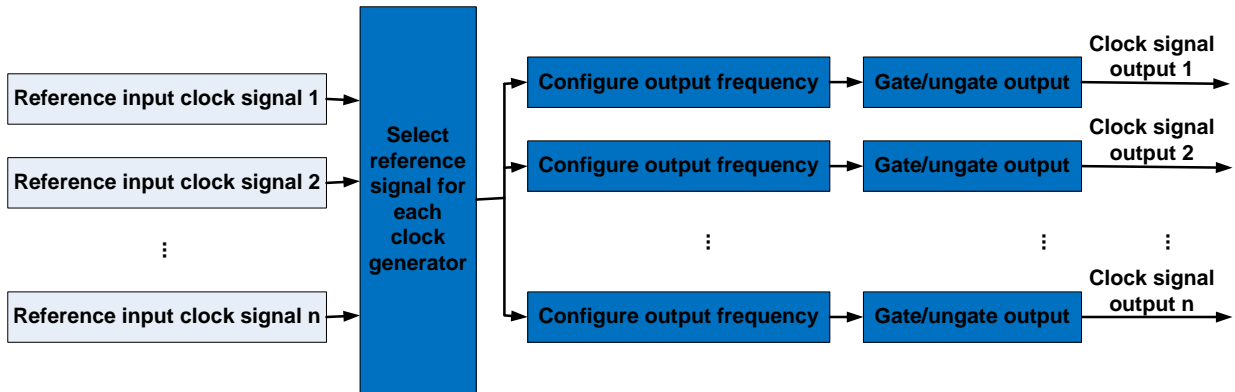 Reference input clock signal 1
Reference input clock signal 2
⋮
Reference input clock signal n
Select
reference
signal for
each
clock
generator
Configure output frequency
Gate/ungate output
Clock signal
output 1
Configure output frequency
Gate/ungate output
Clock signal
output 2
⋮
⋮
⋮
Configure output frequency
Gate/ungate output
Clock signal
output n